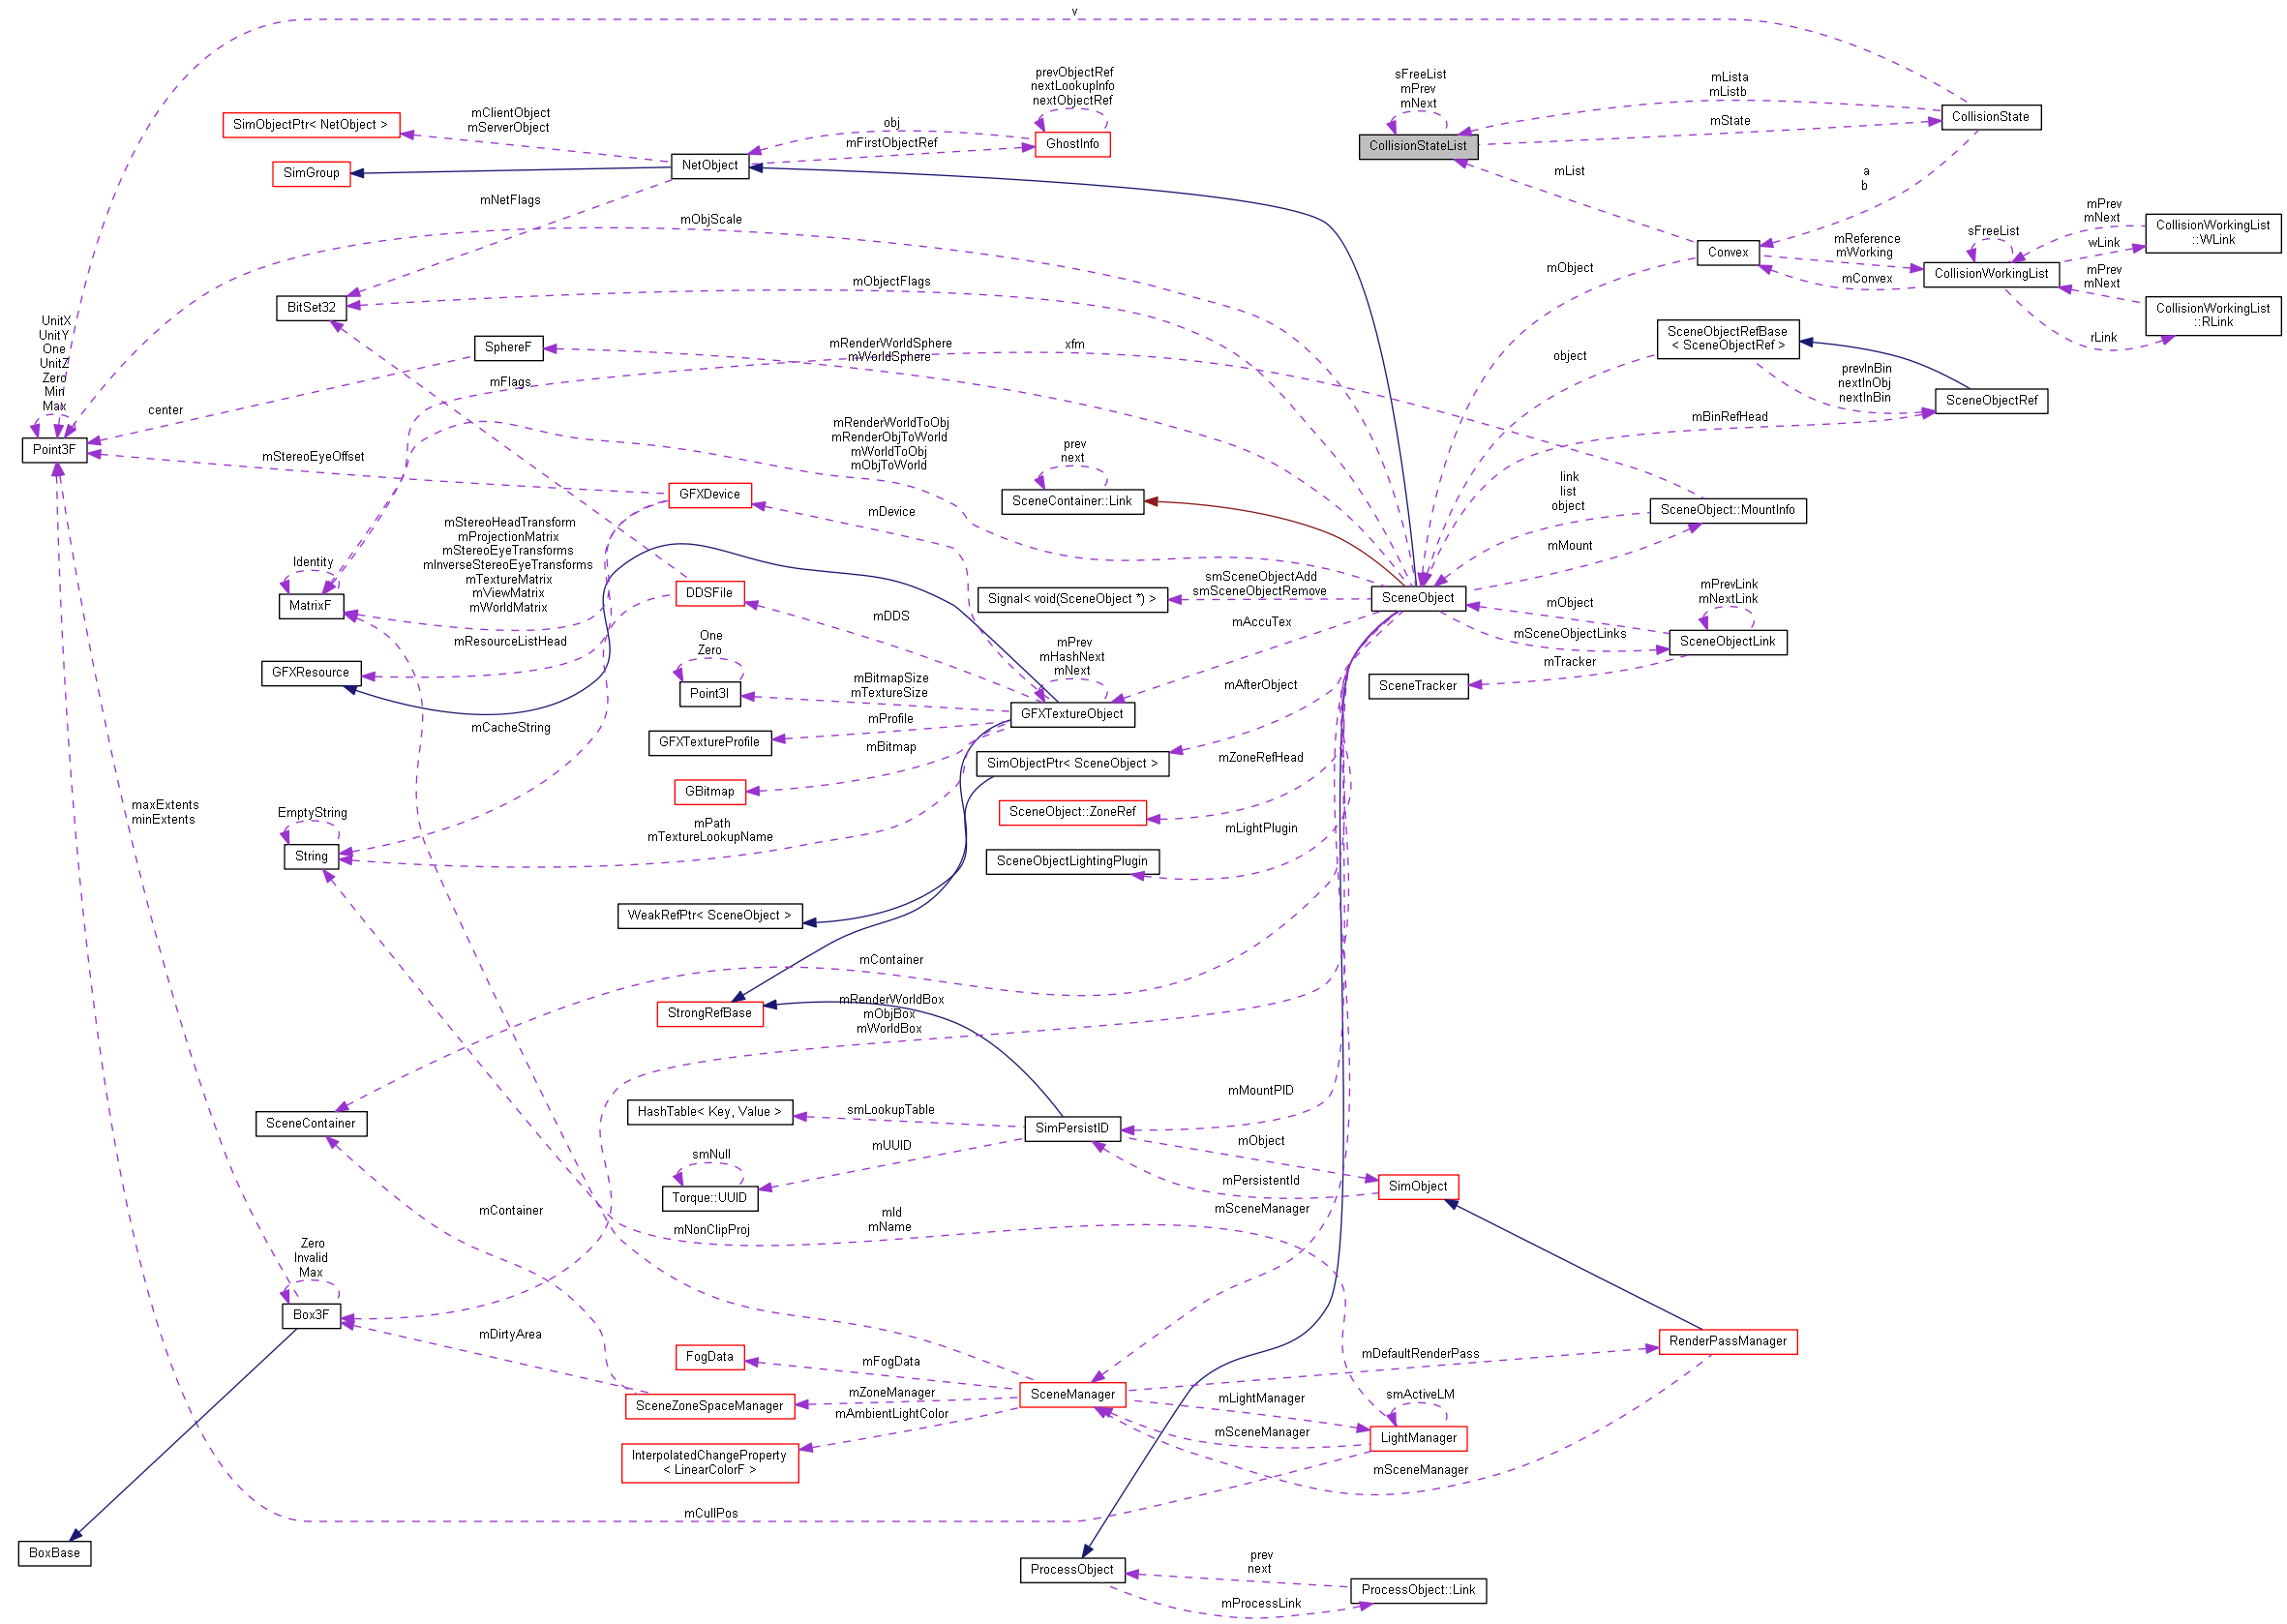 v
prevObjectRef
nextLookupInfo
nextObjectRef
sFreeList
mPrev
mNext
mLista
mListb
CollisionState
SimObjectPtr< NetObject >
mClientObject
mServerObject
obj
mFirstObjectRef
GhostInfo
CollisionStateList
mState
SimGroup
NetObject
mList
a
b
mNetFlags
mObjScale
mPrev
mNext
CollisionWorkingList
::WLink
sFreeList
mReference
mWorking
wLink
Convex
mObject
mObjectFlags
CollisionWorkingList
mConvex
mPrev
mNext
CollisionWorkingList
::RLink
BitSet32
UnitX
UnitY
One
UnitZ
Zero
Min
Max
SphereF
mRenderWorldSphere
mWorldSphere
xfm
SceneObjectRefBase
< SceneObjectRef >
rLink
object
mFlags
prevInBin
nextInObj
nextInBin
SceneObjectRef
center
mBinRefHead
mRenderWorldToObj
mRenderObjToWorld
mWorldToObj
mObjToWorld
Point3F
mStereoEyeOffset
prev
next
link
list
object
GFXDevice
SceneContainer::Link
SceneObject::MountInfo
mDevice
mStereoHeadTransform
mProjectionMatrix
mStereoEyeTransforms
mInverseStereoEyeTransforms
mTextureMatrix
mViewMatrix
mWorldMatrix
mMount
Identity
MatrixF
DDSFile
Signal< void(SceneObject *) >
smSceneObjectAdd
smSceneObjectRemove
SceneObject
mPrevLink
mNextLink
mObject
mDDS
mAccuTex
mResourceListHead
One
Zero
mPrev
mHashNext
mNext
mSceneObjectLinks
SceneObjectLink
mTracker
GFXResource
Point3I
mBitmapSize
mTextureSize
mAfterObject
SceneTracker
GFXTextureObject
mProfile
mCacheString
GFXTextureProfile
mBitmap
SimObjectPtr< SceneObject >
mZoneRefHead
GBitmap
maxExtents
minExtents
EmptyString
SceneObject::ZoneRef
mPath
mTextureLookupName
mLightPlugin
String
SceneObjectLightingPlugin
WeakRefPtr< SceneObject >
mContainer
mRenderWorldBox
mObjBox
mWorldBox
StrongRefBase
mMountPID
HashTable< Key, Value >
smLookupTable
SceneContainer
SimPersistID
mUUID
mObject
smNull
Torque::UUID
mPersistentId
SimObject
mContainer
mId
mName
mSceneManager
mNonClipProj
Zero
Invalid
Max
Box3F
mDirtyArea
RenderPassManager
FogData
mFogData
mDefaultRenderPass
mZoneManager
SceneManager
smActiveLM
mLightManager
SceneZoneSpaceManager
mAmbientLightColor
mSceneManager
LightManager
InterpolatedChangeProperty
< LinearColorF >
mSceneManager
mCullPos
BoxBase
prev
next
ProcessObject
ProcessObject::Link
mProcessLink